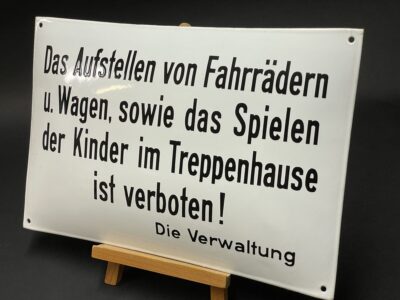 Das Aufstellen von Fahrrädern
u. Wagen, sowie das Spielen
der Kinder im Treppenhause
ist verboten!
Die Verwaltung